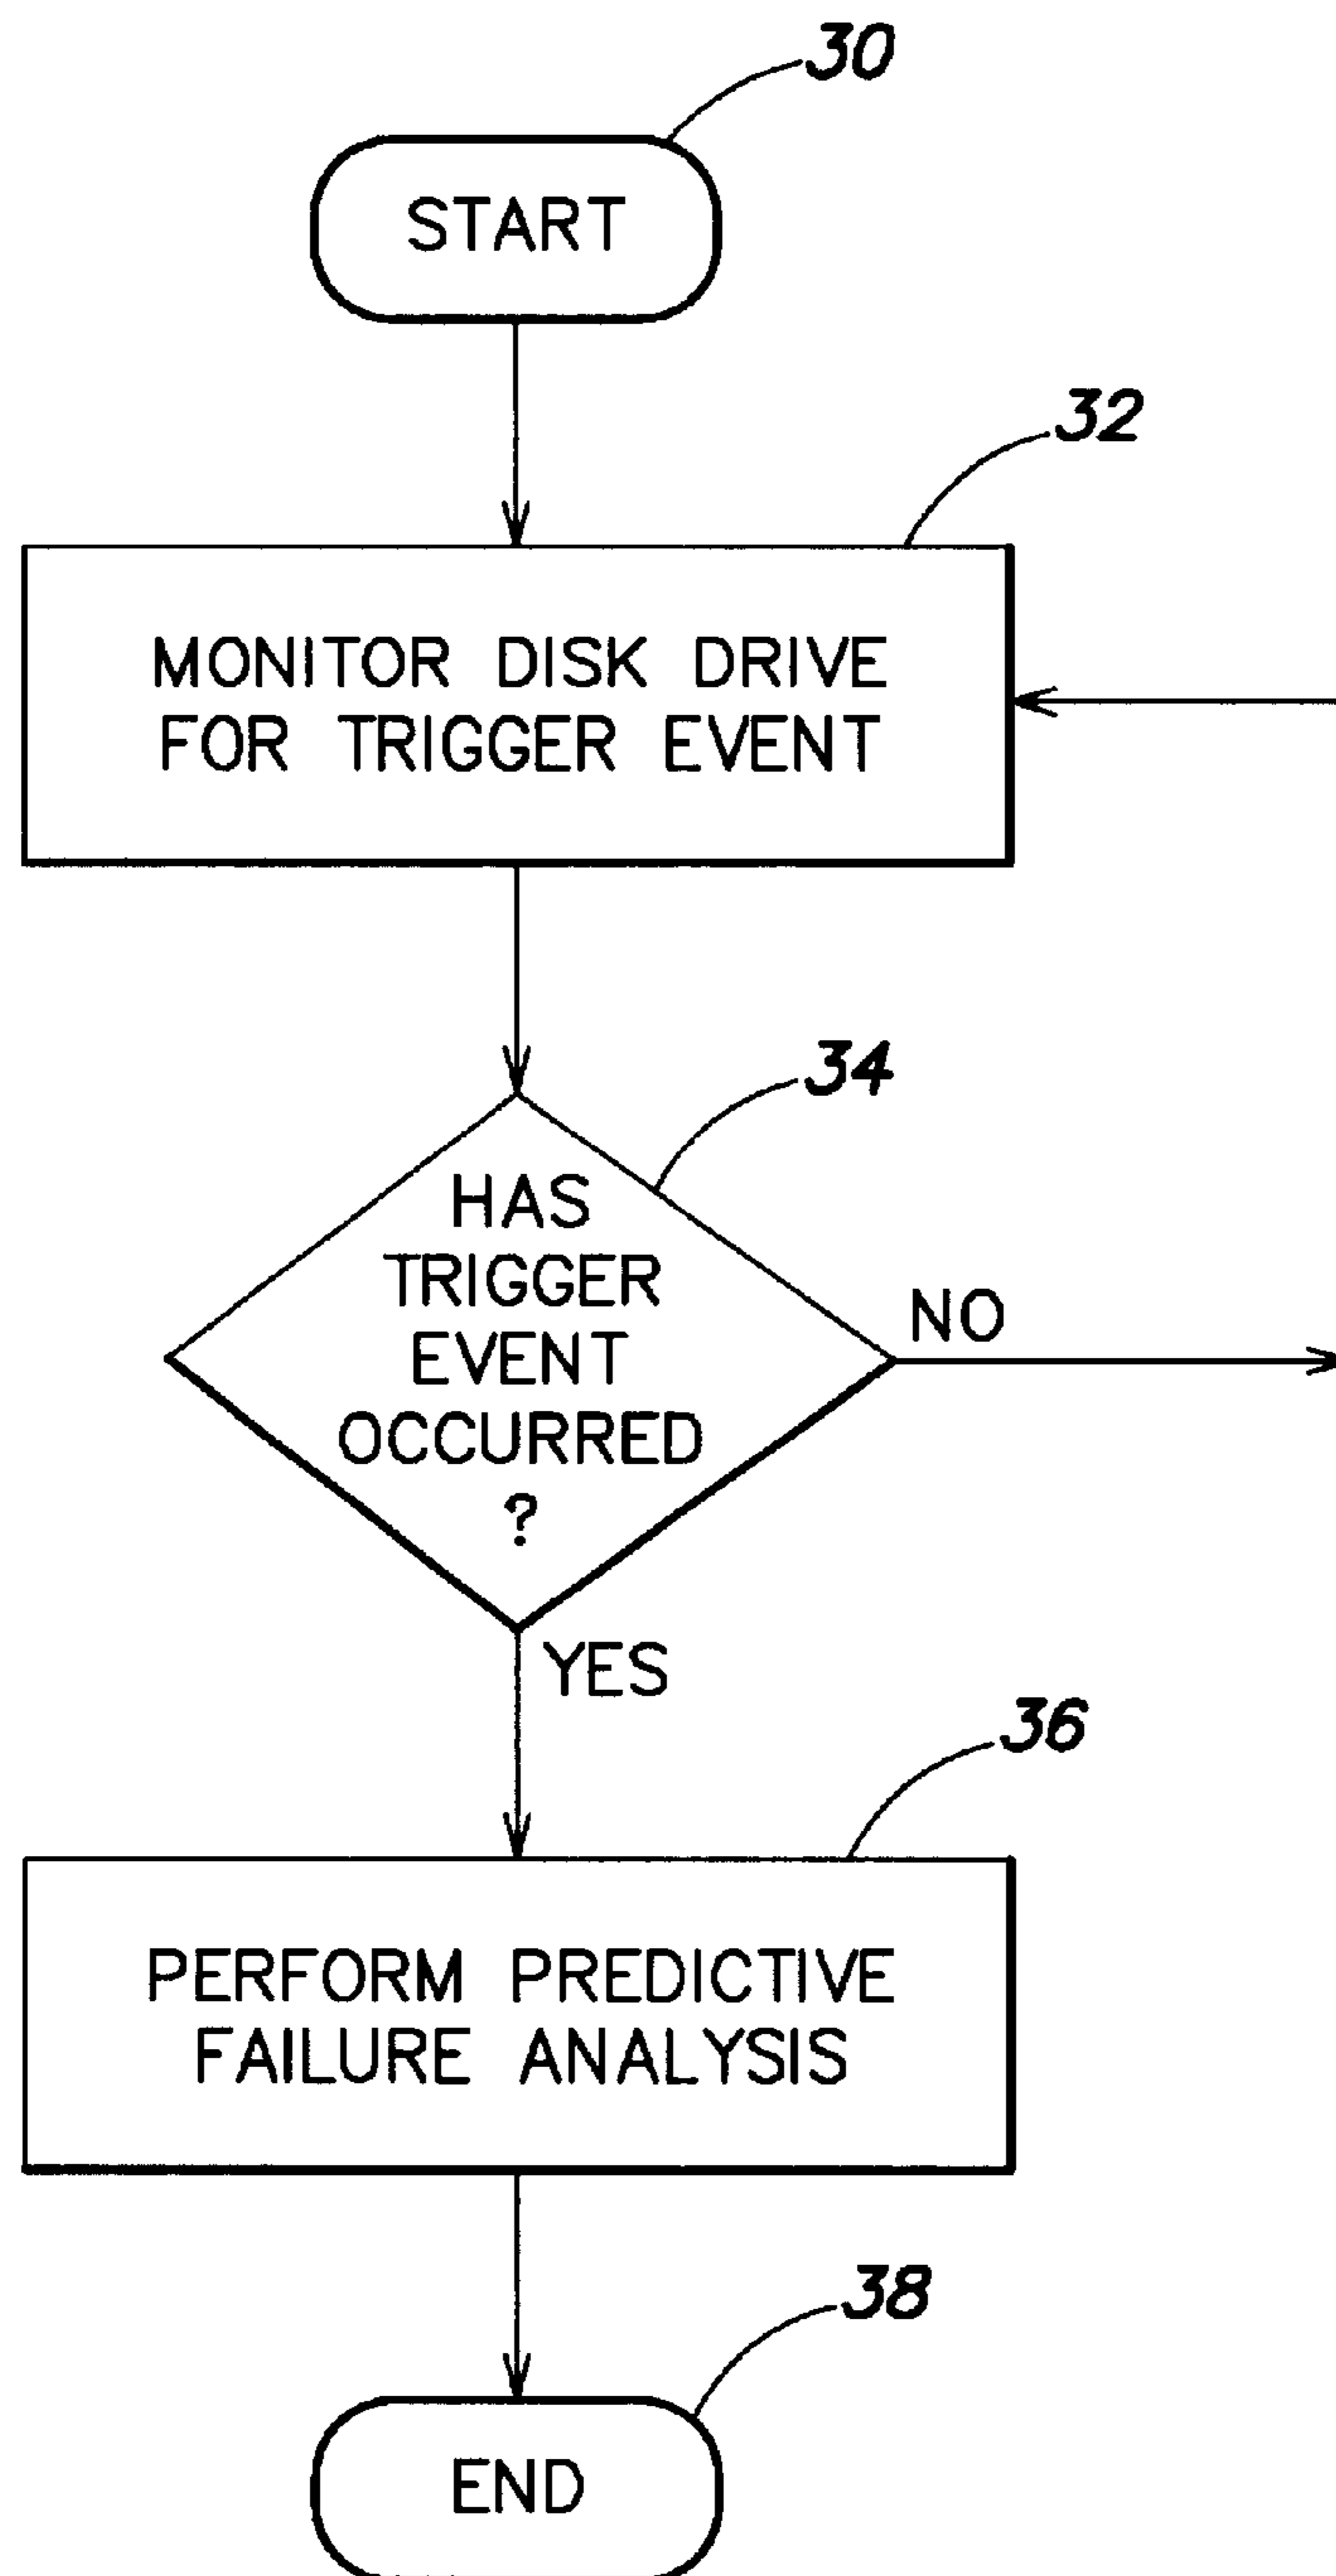 30
START
32
MONITOR DISK DRIVE
FOR TRIGGER EVENT
34
HAS
TRIGGER
EVENT
OCCURRED
?
NO
YES
36
PERFORM PREDICTIVE
FAILURE ANALYSIS
38
END